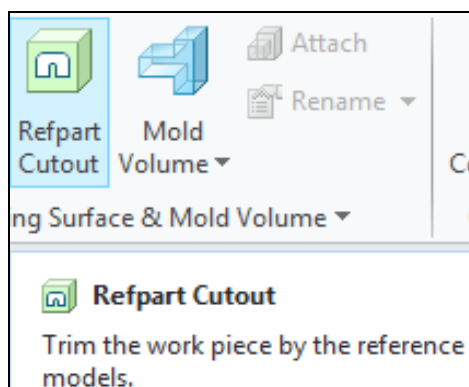 Attach
Rename
Refpart
Cutout
Mold
Volume
ng Surface & Mold Volume
Refpart Cutout
Trim the work piece by the reference
models.